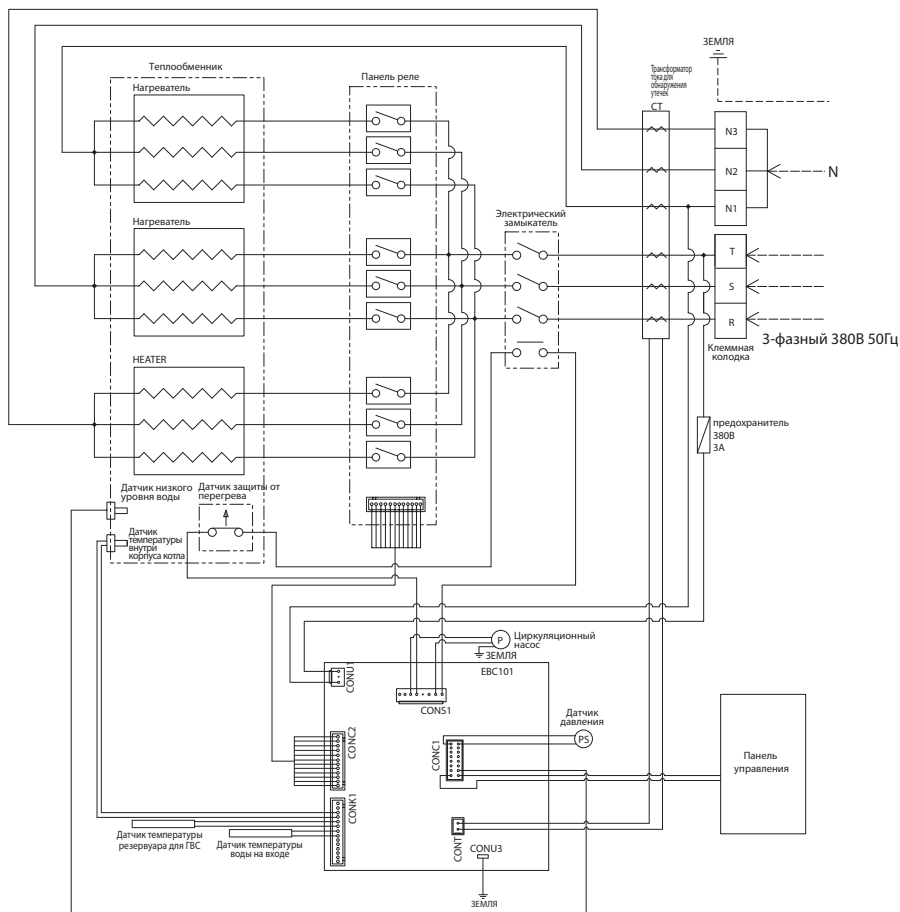 ЗЕМЛЯ
Теплообменник
Нагреватель
Панель реле
Трансформатор
тока для
обнаружения
утечек
CT
N3
N2
N
N1
Нагреватель
Электрический
замыкатель
T
S
R
3-фазный 380В 50Гц
Клеммная
колодка
HEATER
предохранитель
380В
3А
Датчик низкого
уровня воды
Датчик защиты от
перегрева
Датчик
температуры
внутри
корпуса котла
P
Циркуляционный
насос
ЗЕМЛЯ
EBC101
CONU1
CONS1
Датчик
давления
PS
CONC2
CONC1
Панель
управления
CONK1
Датчик температуры
резервуара для ГВС
Датчик температуры
воды на входе
CONT
CONU3
ЗЕМЛЯ